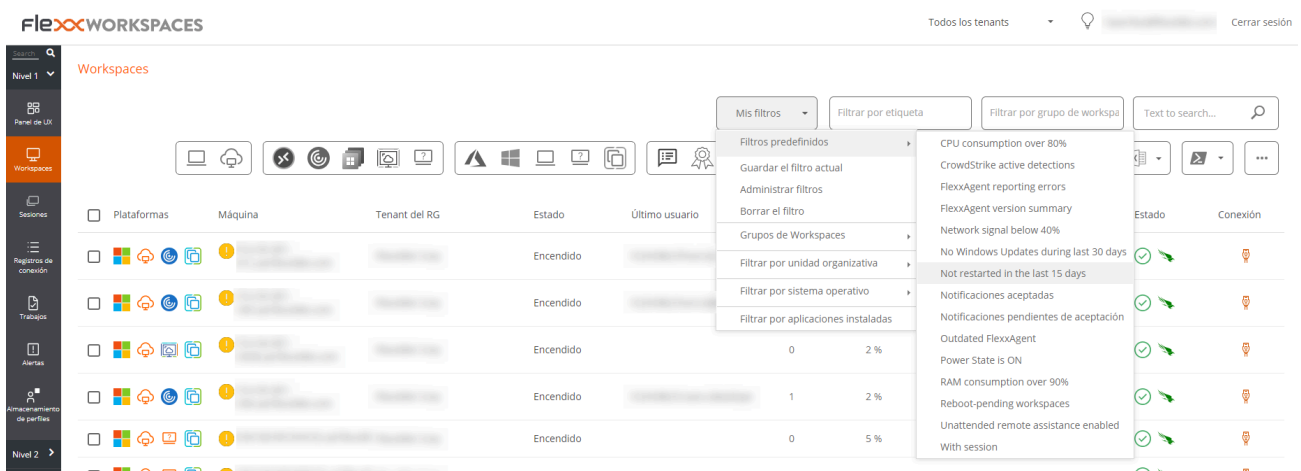 FlexxWORKSPACES
Todos los tenants
Cerrar sesión
Search
Nivel 1
Workspaces
Panel de UX
Mis filtros
Filtrar por etiqueta
Filtrar por grupo de workspa
Text to search...
Filtros predefinidos
Guardar el filtro actual
Administrar filtros
Borrar el filtro
Grupos de Workspaces
Filtrar por unidad organizativa
Filtrar por sistema operativo
Filtrar por aplicaciones instaladas
CPU consumption over 80%
CrowdStrike active detections
FlexxAgent reporting errors
FlexxAgent version summary
Network signal below 40%
No Windows Updates during last 30 days
Not restarted in the last 15 days
Notificaciones aceptadas
Notificaciones pendientes de aceptación
Outdated FlexxAgent
Power State is ON
RAM consumption over 90%
Reboot-pending workspaces
Unattended remote assistance enabled
With session
Workspaces
Sesiones
Registros de
conexión
Trabajos
Alertas
Almacenamiento
de perfiles
Nivel 2
Plataformas Máquina Tenant del RG Estado Último usuario Estado Conexión
Encendido
Encendido
Encendido 0 2 %
Encendido 1 2 %
Encendido 0 5 %